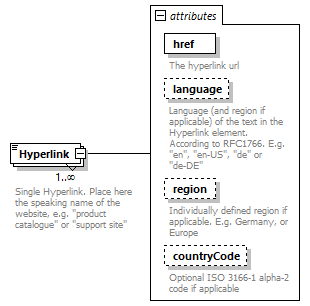 attributes
href
The hyperlink url
language
Language (and region if
applicable) of the text in the
Hyperlink element.
According to RFC1766. E.g.
"en", "en-US", "de" or
"de-DE"
Hyperlink
1..∞
Single Hyperlink. Place here
the speaking name of the
website, e.g. "product
catalogue" or "support site"
region
Individually defined region if
applicable. E.g. Germany, or
Europe
countryCode
Optional ISO 3166-1 alpha-2
code if applicable